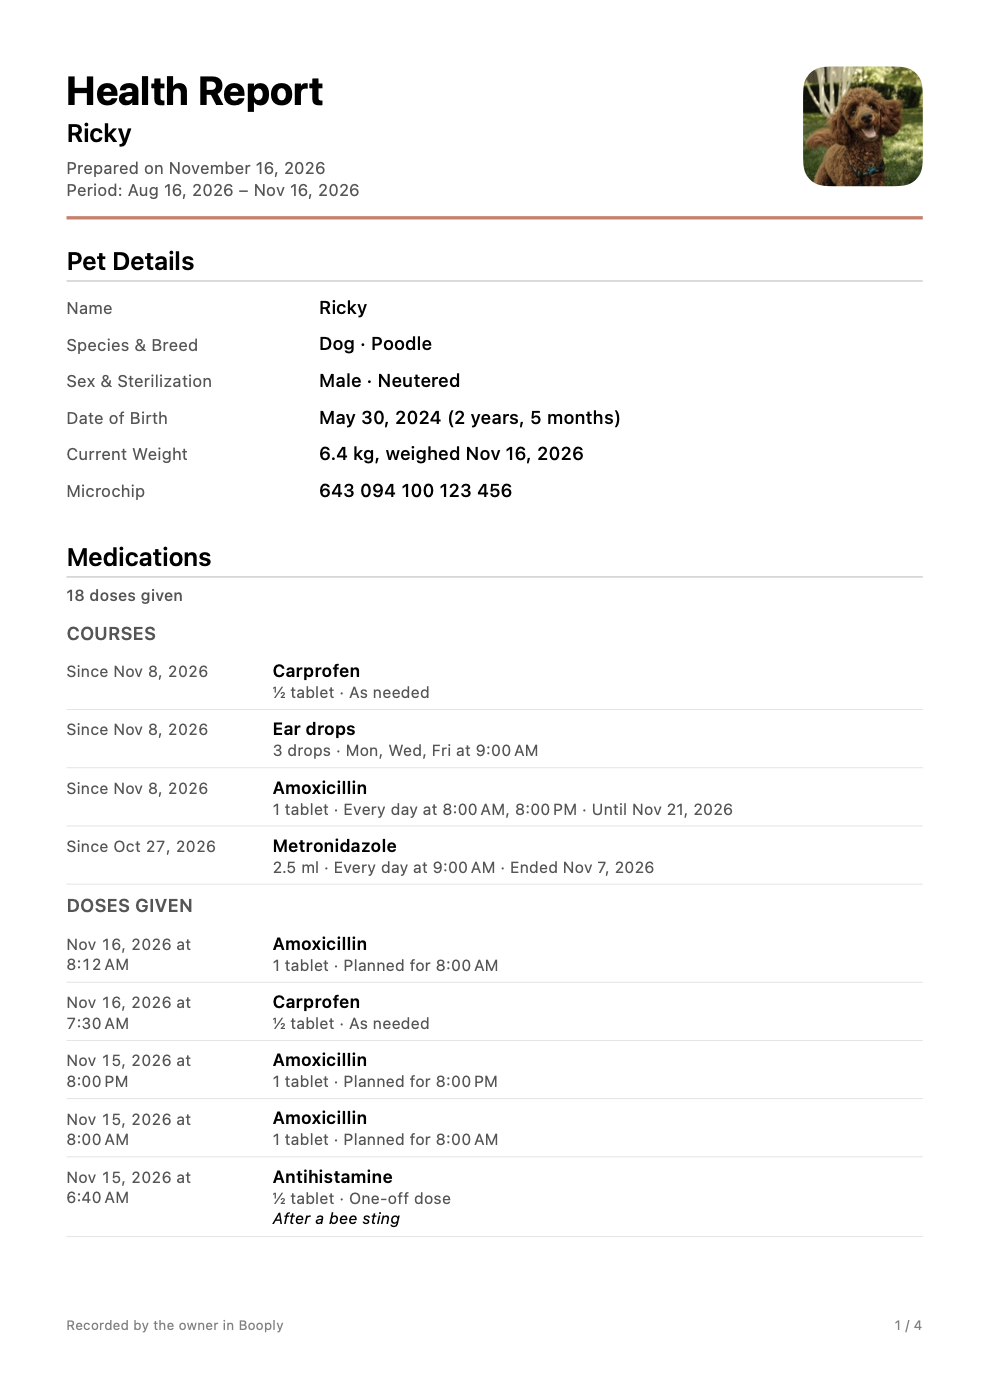 Health Report
Ricky
Prepared on November 16, 2026
Period: Aug 16, 2026 – Nov 16, 2026
Pet Details
Name Ricky
Species & Breed Dog · Poodle
Sex & Sterilization Male · Neutered
Date of Birth May 30, 2024 (2 years, 5 months)
Current Weight 6.4 kg, weighed Nov 16, 2026
Microchip 643 094 100 123 456
Medications
18 doses given
COURSES
Since Nov 8, 2026 Carprofen
½ tablet · As needed
Since Nov 8, 2026 Ear drops
3 drops · Mon, Wed, Fri at 9:00 AM
Since Nov 8, 2026 Amoxicillin
1 tablet · Every day at 8:00 AM, 8:00 PM · Until Nov 21, 2026
Since Oct 27, 2026 Metronidazole
2.5 ml · Every day at 9:00 AM · Ended Nov 7, 2026
DOSES GIVEN
Nov 16, 2026 at Amoxicillin
8:12 AM 1 tablet · Planned for 8:00 AM
Nov 16, 2026 at Carprofen
7:30 AM ½ tablet · As needed
Nov 15, 2026 at Amoxicillin
8:00 PM 1 tablet · Planned for 8:00 PM
Nov 15, 2026 at Amoxicillin
8:00 AM 1 tablet · Planned for 8:00 AM
Nov 15, 2026 at Antihistamine
6:40 AM ½ tablet · One-off dose
After a bee sting
Recorded by the owner in Booply 1 / 4